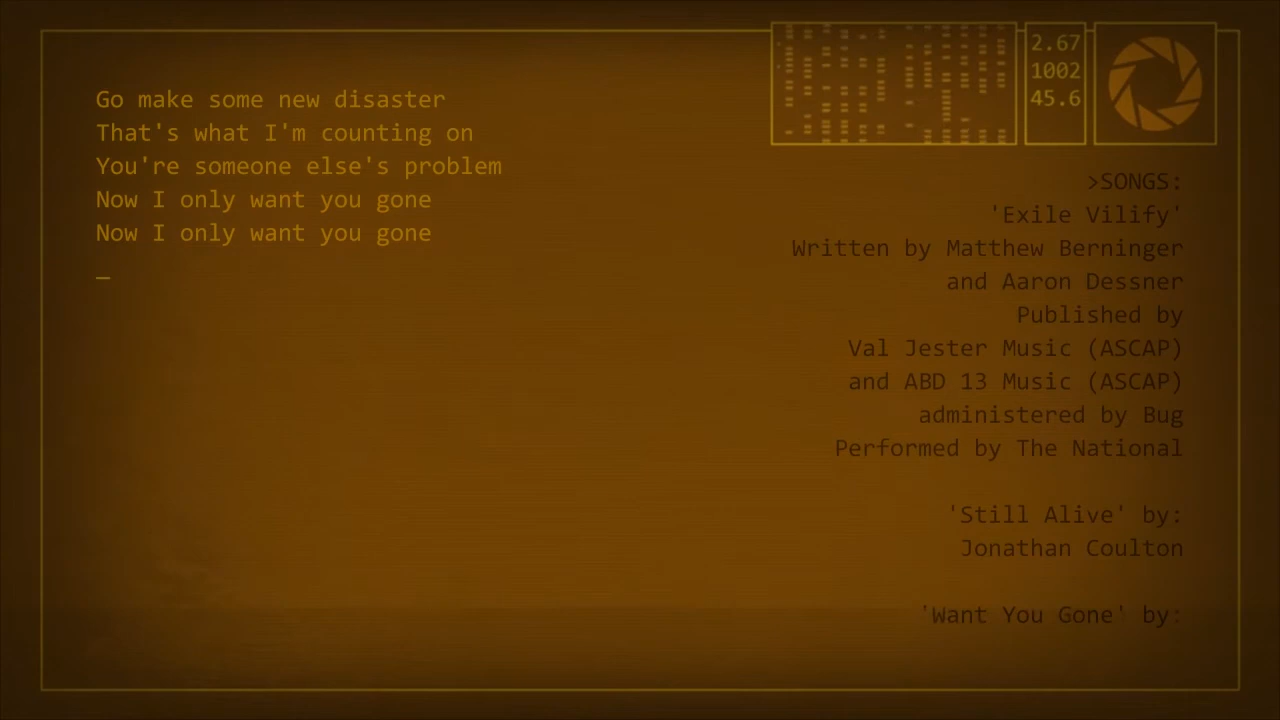 Go make some new disaster
That's what I'm counting on
You're someone else's problem
Now I only want you gone
Now I only want you gone
_
2.67
1002
45.6
>SONGS:
'Exile Vilify'
Written by Matthew Berninger
and Aaron Dessner
Published by
Val Jester Music (ASCAP)
and ABD 13 Music (ASCAP)
administered by Bug
Performed by The National
'Still Alive' by:
Jonathan Coulton
'Want You Gone' by: